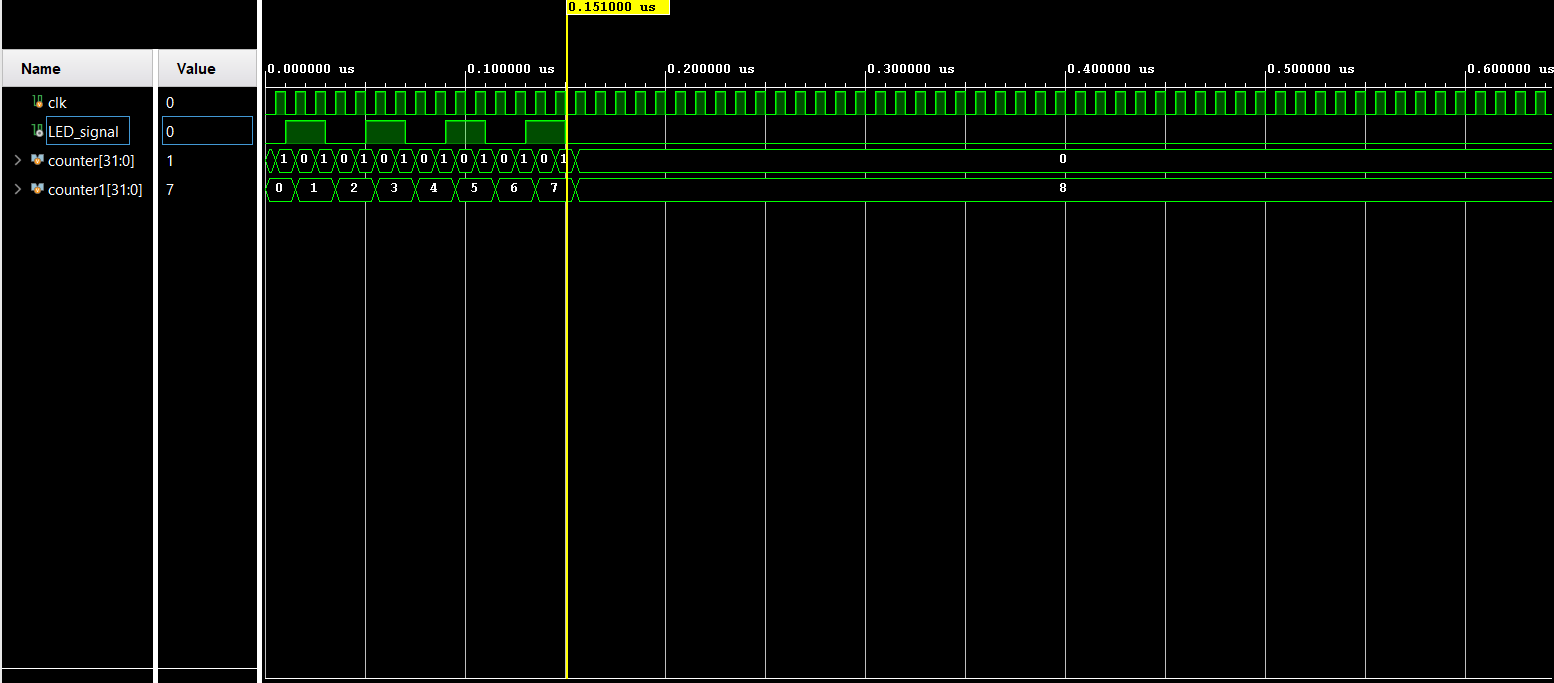 0.151000 us
Name Value 0.000000 us 0.100000 us 0.200000 us 0.300000 us 0.400000 us 0.500000 us 0.600000 us
clk 0
LED_signal 0
counter[31:0] 1 1 0 1 0 1 0 1 0 1 0 1 0 1 0 1 0
counter1[31:0] 7 0 1 2 3 4 5 6 7 8